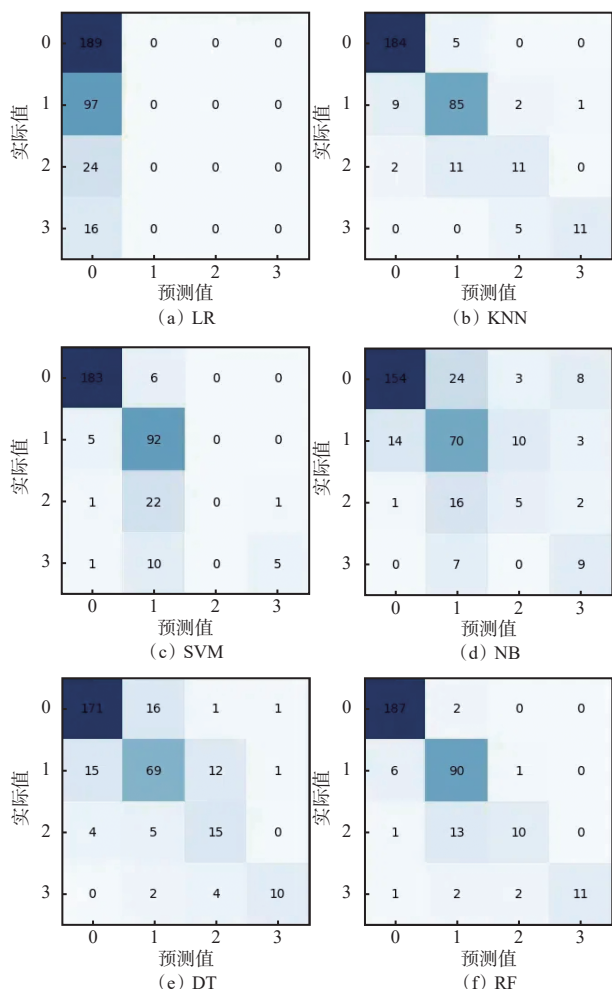 0 189 0 0 0
1 97 0 0 0
2 24 0 0 0
3 16 0 0 0
0 1 2 3
实际值
预测值
（a）LR
0 184 5 0 0
1 9 85 2 1
2 2 11 11 0
3 0 0 5 11
0 1 2 3
实际值
预测值
（b）KNN
0 183 6 0 0
1 5 92 0 0
2 1 22 0 1
3 1 10 0 5
0 1 2 3
实际值
预测值
（c）SVM
0 154 24 3 8
1 14 70 10 3
2 1 16 5 2
3 0 7 0 9
0 1 2 3
实际值
预测值
（d）NB
0 171 16 1 1
1 15 69 12 1
2 4 5 15 0
3 0 2 4 10
0 1 2 3
实际值
预测值
（e）DT
0 187 2 0 0
1 6 90 1 0
2 1 13 10 0
3 1 2 2 11
0 1 2 3
实际值
预测值
（f）RF